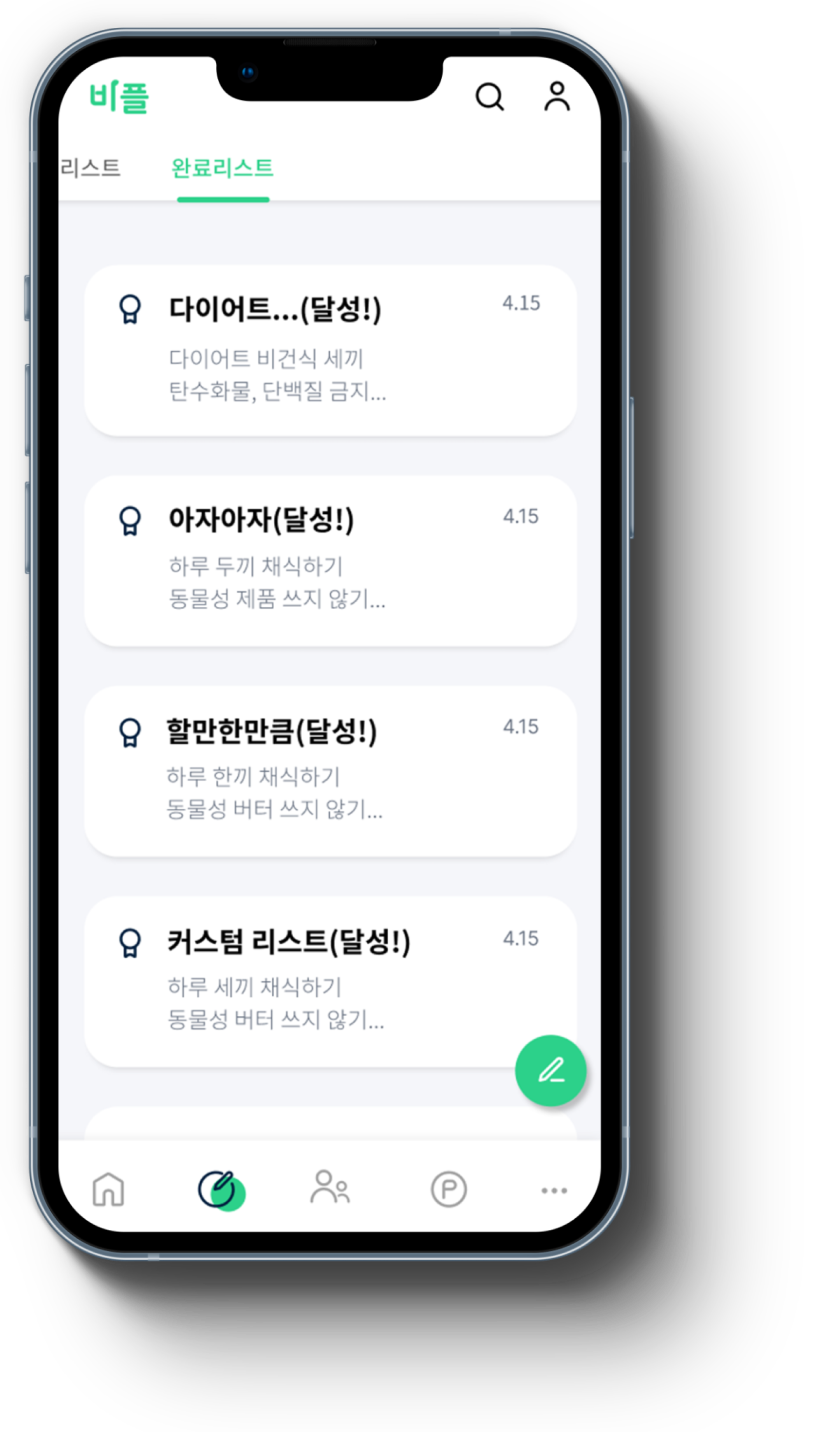 비플
리스트 완료리스트
다이어트...(달성!) 4.15
다이어트 비건식 세끼
탄수화물, 단백질 금지...
아자아자(달성!) 4.15
하루 두끼 채식하기
동물성 제품 쓰지 않기...
할만한만큼(달성!) 4.15
하루 한끼 채식하기
동물성 버터 쓰지 않기...
커스텀 리스트(달성!) 4.15
하루 세끼 채식하기
동물성 버터 쓰지 않기...
P